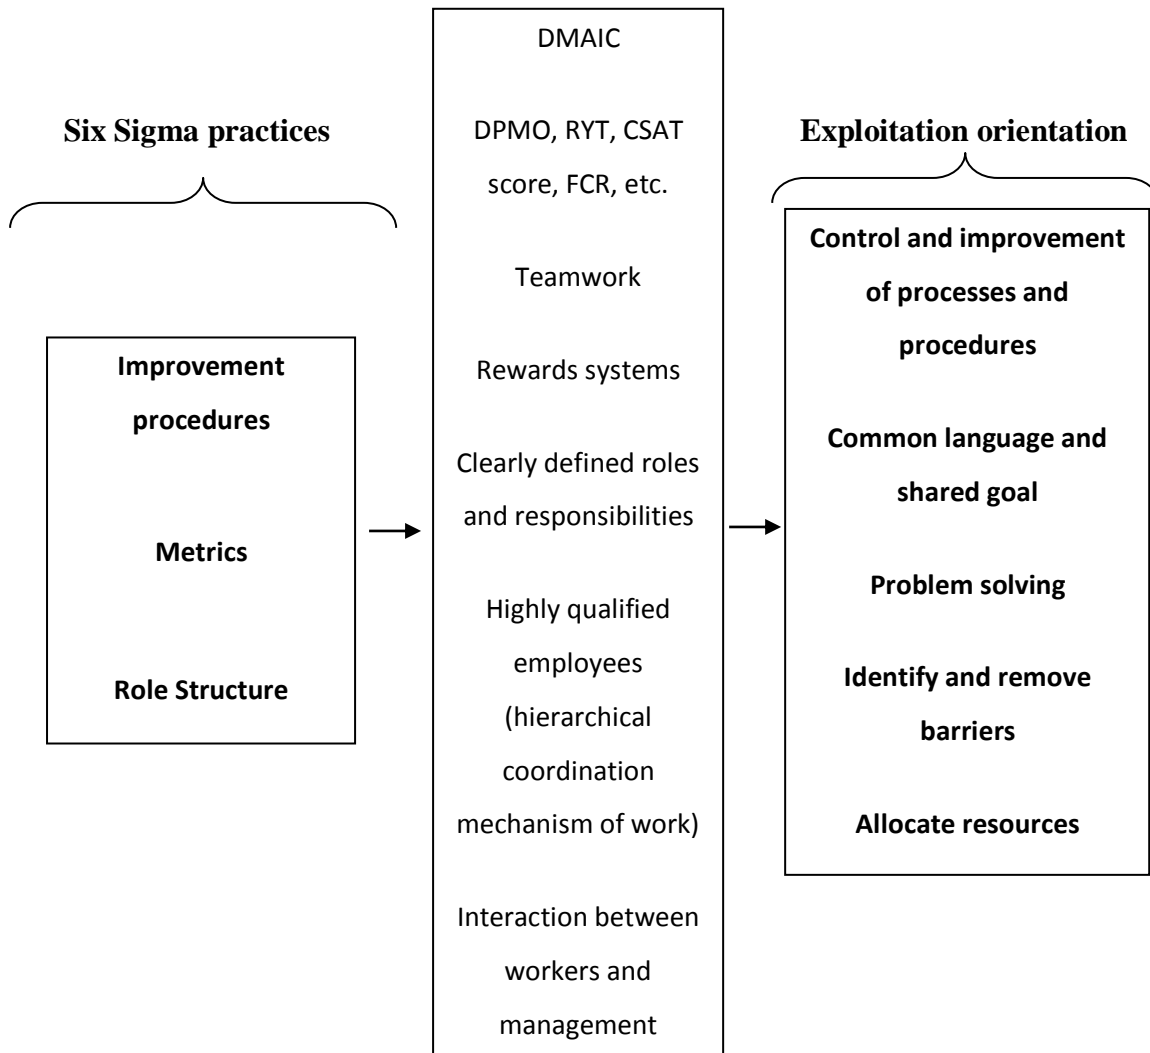 Six Sigma practices
Improvement
procedures
Metrics
Role Structure
DMAIC
DPMO, RYT, CSAT
score, FCR, etc.
Teamwork
Rewards systems
Clearly defined roles
and responsibilities
Highly qualified
employees
(hierarchical
coordination
mechanism of work)
Interaction between
workers and
management
Exploitation orientation
Control and improvement
of processes and
procedures
Common language and
shared goal
Problem solving
Identify and remove
barriers
Allocate resources